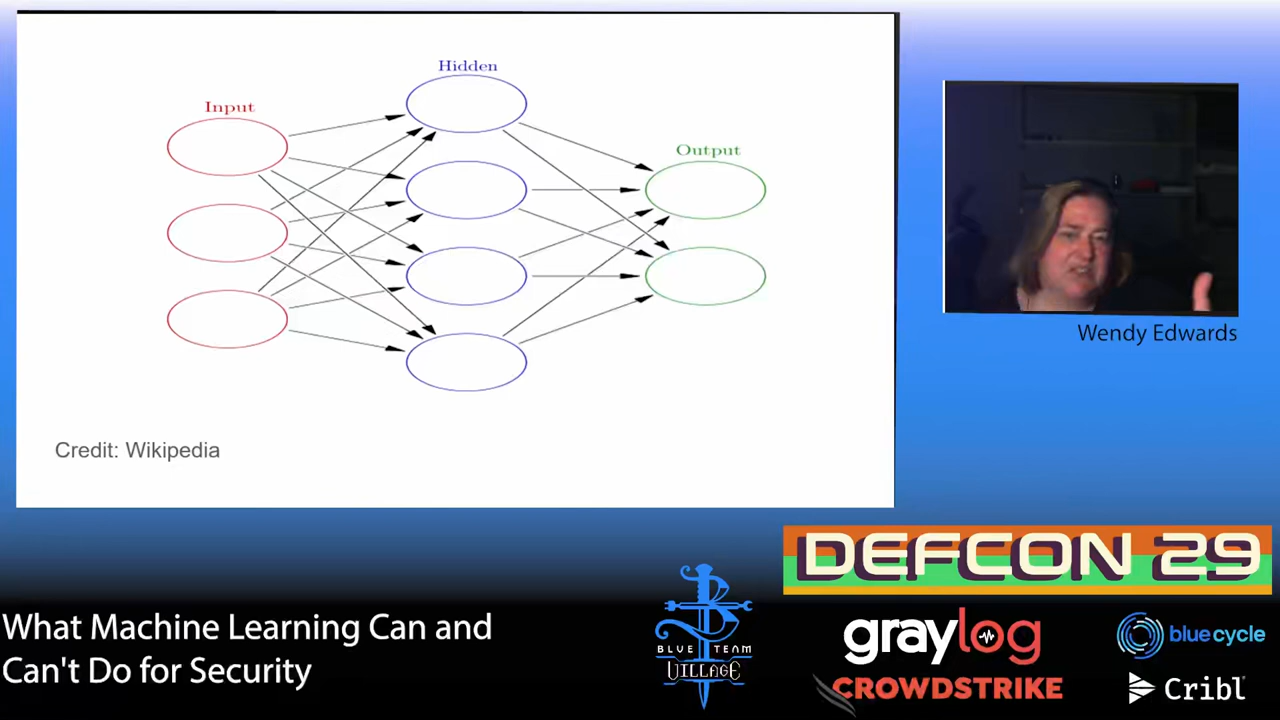 Hidden
Input
Output
Credit: Wikipedia
Wendy Edwards
DEFCON 29
What Machine Learning Can and
Can't Do for Security
BLUE TEAM
VILLAGE
graylog
CROWDSTRIKE
bluecycle
Cribl